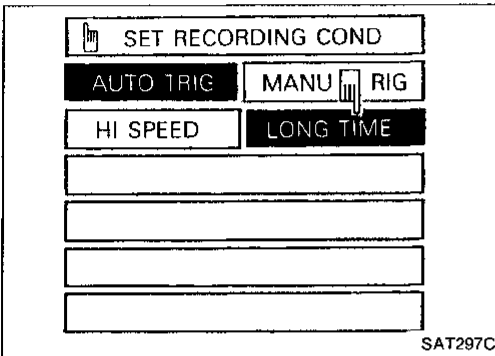 SET RECORDING COND
AUTO TRIG MANU RIG
HI SPEED LONG TIME
SAT297C